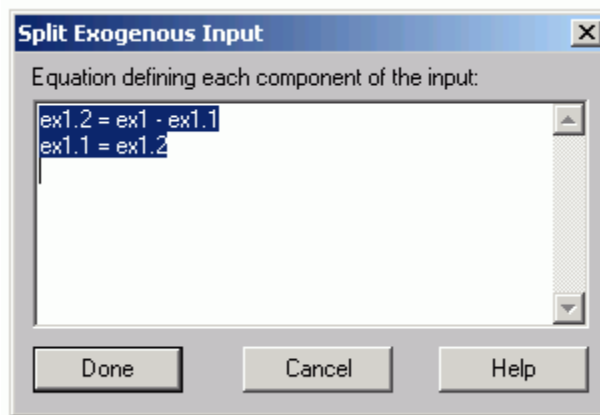 Split Exogenous Input
Equation defining each component of the input:
ex1.2 = ex1 - ex1.1
ex1.1 = ex1.2
Done Cancel Help